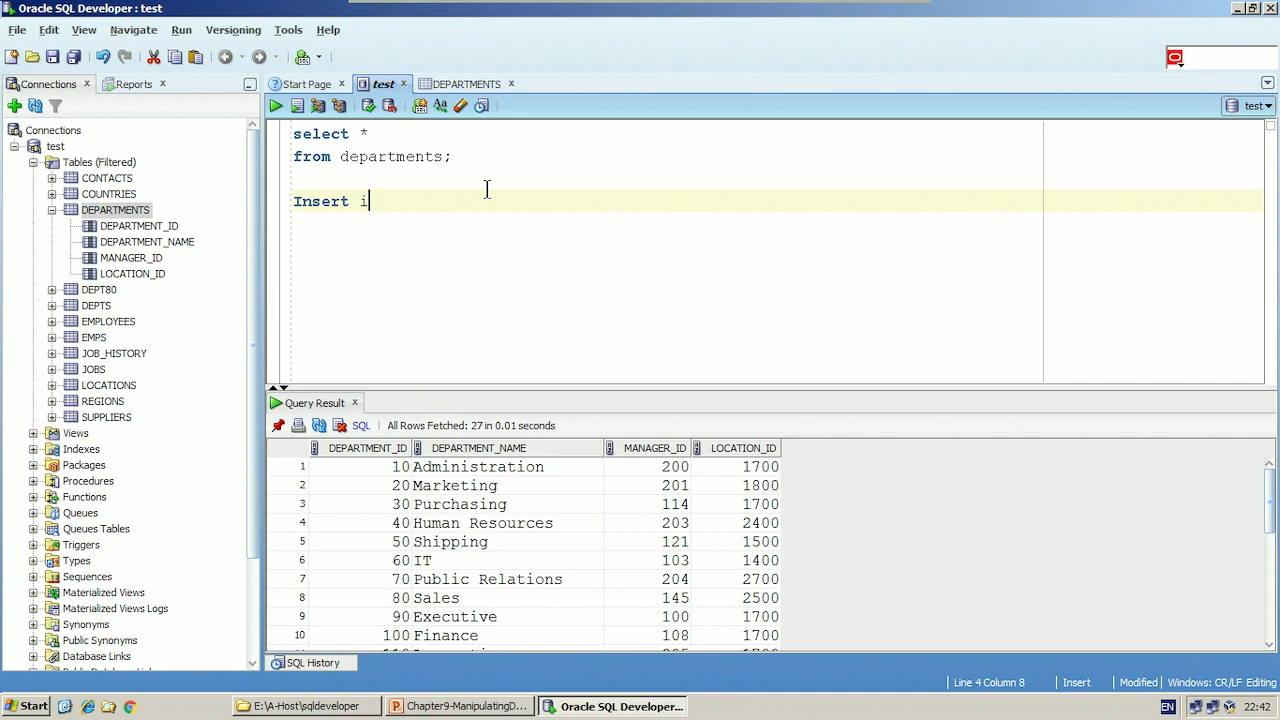 Oracle SQL Developer : test
File Edit View Navigate Run Versioning Tools Help
Connections Reports
Start Page test DEPARTMENTS
test
Connections
test
Tables (Filtered)
CONTACTS
COUNTRIES
DEPARTMENTS
DEPARTMENT_ID
DEPARTMENT_NAME
MANAGER_ID
LOCATION_ID
DEPT80
DEPTS
EMPLOYEES
EMPS
JOB_HISTORY
JOBS
LOCATIONS
REGIONS
SUPPLIERS
Views
Indexes
Packages
Procedures
Functions
Queues
Queues Tables
Triggers
Types
Sequences
Materialized Views
Materialized Views Logs
Synonyms
Public Synonyms
Database Links
select *
from departments;
Insert i
Query Result
SQL | All Rows Fetched: 27 in 0.01 seconds
DEPARTMENT_ID DEPARTMENT_NAME MANAGER_ID LOCATION_ID
1 10 Administration 200 1700
2 20 Marketing 201 1800
3 30 Purchasing 114 1700
4 40 Human Resources 203 2400
5 50 Shipping 121 1500
6 60 IT 103 1400
7 70 Public Relations 204 2700
8 80 Sales 145 2500
9 90 Executive 100 1700
10 100 Finance 108 1700
SQL History
Line 4 Column 8 Insert Modified Windows: CR/LF Editing
Start E:\A-Host\sqldeveloper Chapter9-ManipulatingD... Oracle SQL Developer... EN 22:42